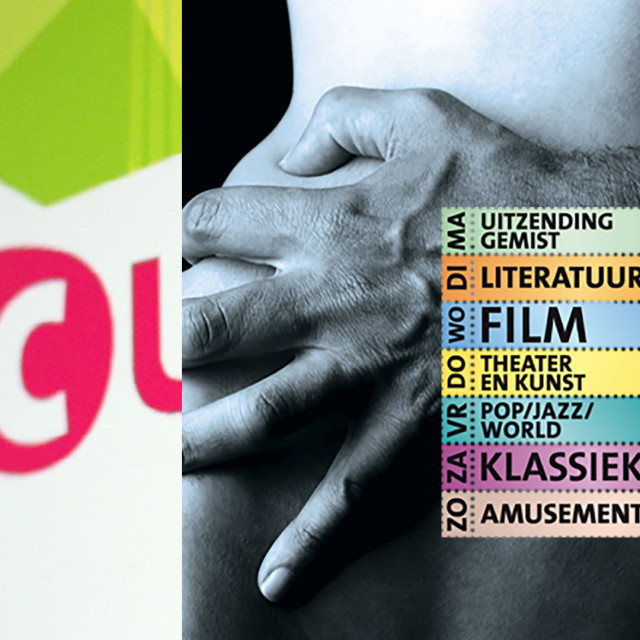 cu
MA UITZENDING
GEMIST
DI LITERATUUR
WO FILM
DO THEATER
EN KUNST
VR POP/JAZZ/
WORLD
ZA KLASSIEK
ZO AMUSEMENT